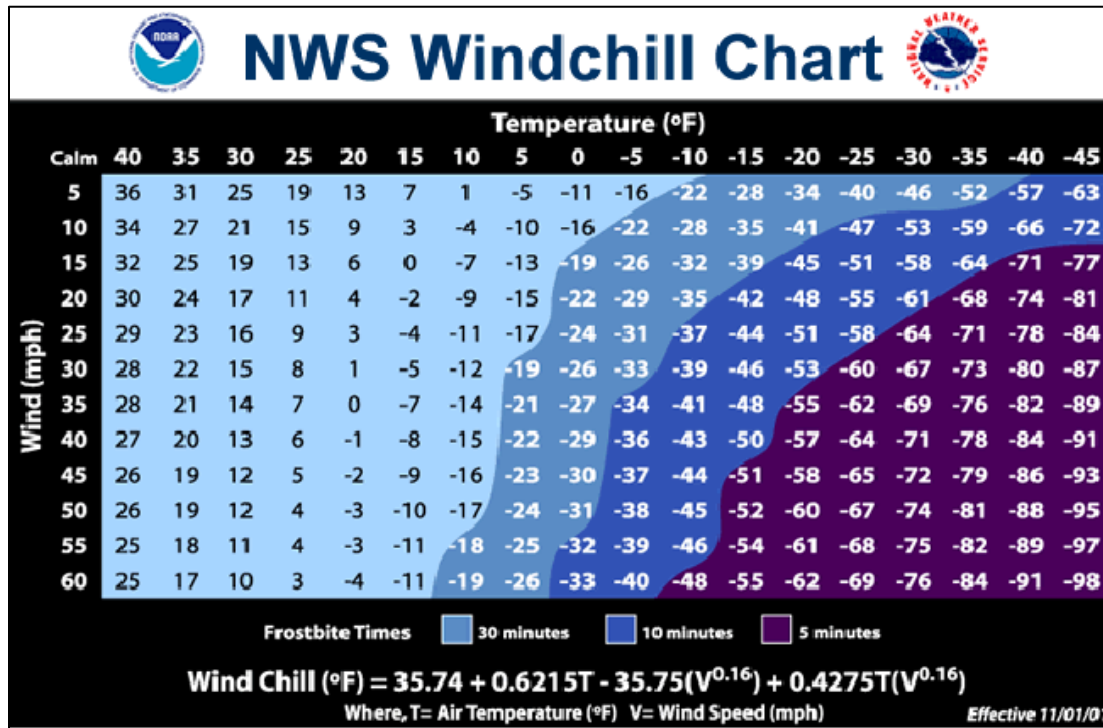 NOAA
NWS Windchill Chart
NATIONAL WEATHER SERVICE
Temperature (ºF)
Calm 40 35 30 25 20 15 10 5 0 -5 -10 -15 -20 -25 -30 -35 -40 -45
Wind (mph)
5 36 31 25 19 13 7 1 -5 -11 -16 -22 -28 -34 -40 -46 -52 -57 -63
10 34 27 21 15 9 3 -4 -10 -16 -22 -28 -35 -41 -47 -53 -59 -66 -72
15 32 25 19 13 6 0 -7 -13 -19 -26 -32 -39 -45 -51 -58 -64 -71 -77
20 30 24 17 11 4 -2 -9 -15 -22 -29 -35 -42 -48 -55 -61 -68 -74 -81
25 29 23 16 9 3 -4 -11 -17 -24 -31 -37 -44 -51 -58 -64 -71 -78 -84
30 28 22 15 8 1 -5 -12 -19 -26 -33 -39 -46 -53 -60 -67 -73 -80 -87
35 28 21 14 7 0 -7 -14 -21 -27 -34 -41 -48 -55 -62 -69 -76 -82 -89
40 27 20 13 6 -1 -8 -15 -22 -29 -36 -43 -50 -57 -64 -71 -78 -84 -91
45 26 19 12 5 -2 -9 -16 -23 -30 -37 -44 -51 -58 -65 -72 -79 -86 -93
50 26 19 12 4 -3 -10 -17 -24 -31 -38 -45 -52 -60 -67 -74 -81 -88 -95
55 25 18 11 4 -3 -11 -18 -25 -32 -39 -46 -54 -61 -68 -75 -82 -89 -97
60 25 17 10 3 -4 -11 -19 -26 -33 -40 -48 -55 -62 -69 -76 -84 -91 -98
Frostbite Times 30 minutes 10 minutes 5 minutes
Wind Chill (ºF) = 35.74 + 0.6215T - 35.75(V^0.16) + 0.4275T(V^0.16)
Where, T= Air Temperature (ºF) V= Wind Speed (mph)
Effective 11/01/01